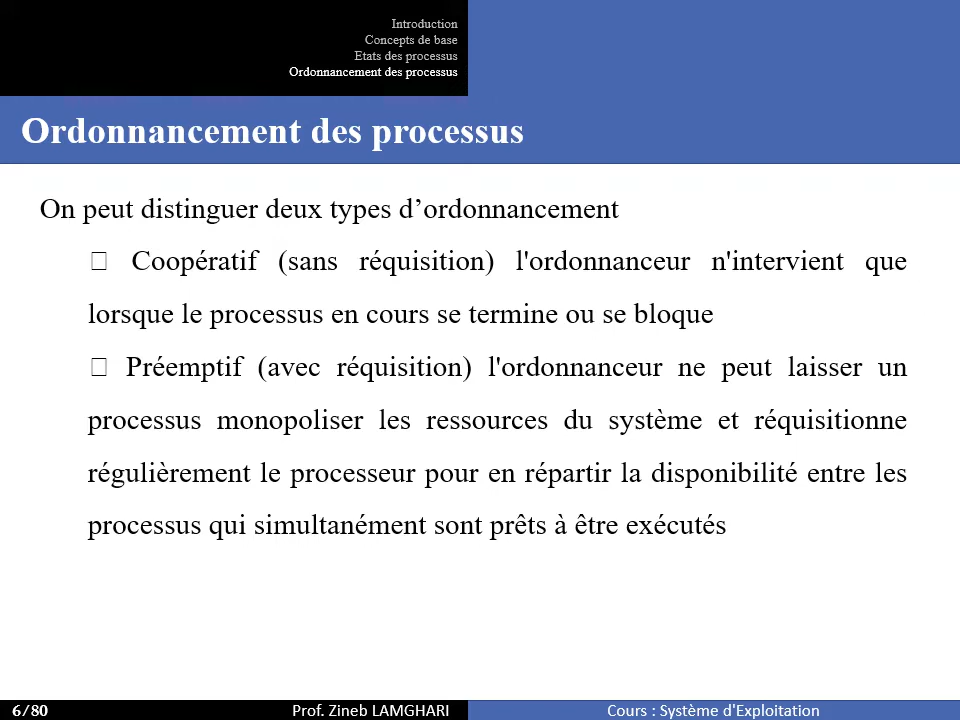 Introduction
Concepts de base
Etats des processus
Ordonnancement des processus
Ordonnancement des processus
On peut distinguer deux types d’ordonnancement
Coopératif (sans réquisition) l'ordonnanceur n'intervient que
lorsque le processus en cours se termine ou se bloque
Préemptif (avec réquisition) l'ordonnanceur ne peut laisser un
processus monopoliser les ressources du système et réquisitionne
régulièrement le processeur pour en répartir la disponibilité entre les
processus qui simultanément sont prêts à être exécutés
6/80
Prof. Zineb LAMGHARI
Cours : Système d'Exploitation